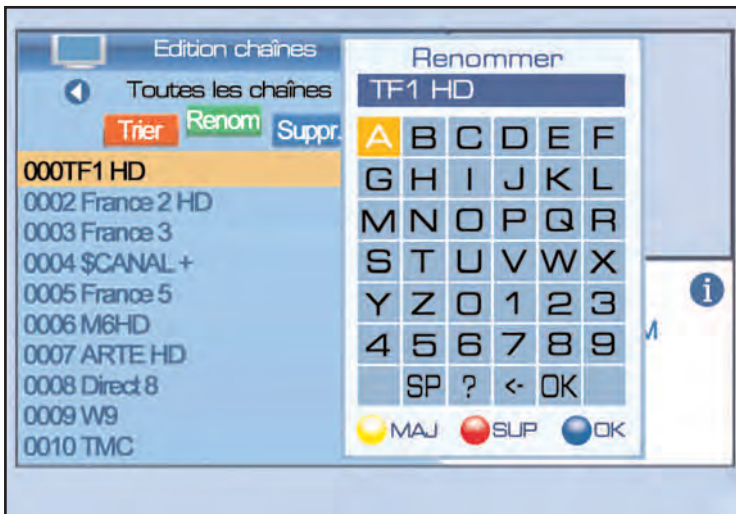 Edition chaînes
Toutes les chaînes
Trier Renom Suppr.
000TF1 HD
0002 France 2 HD
0003 France 3
0004 $CANAL +
0005 France 5
0006 M6HD
0007 ARTE HD
0008 Direct 8
0009 W9
0010 TMC
Renommer
TF1 HD
A B C D E F
G H I J K L
M N O P Q R
S T U V W X
Y Z 0 1 2 3
4 5 6 7 8 9
SP ? <- OK
MAJ SUP OK
i
M